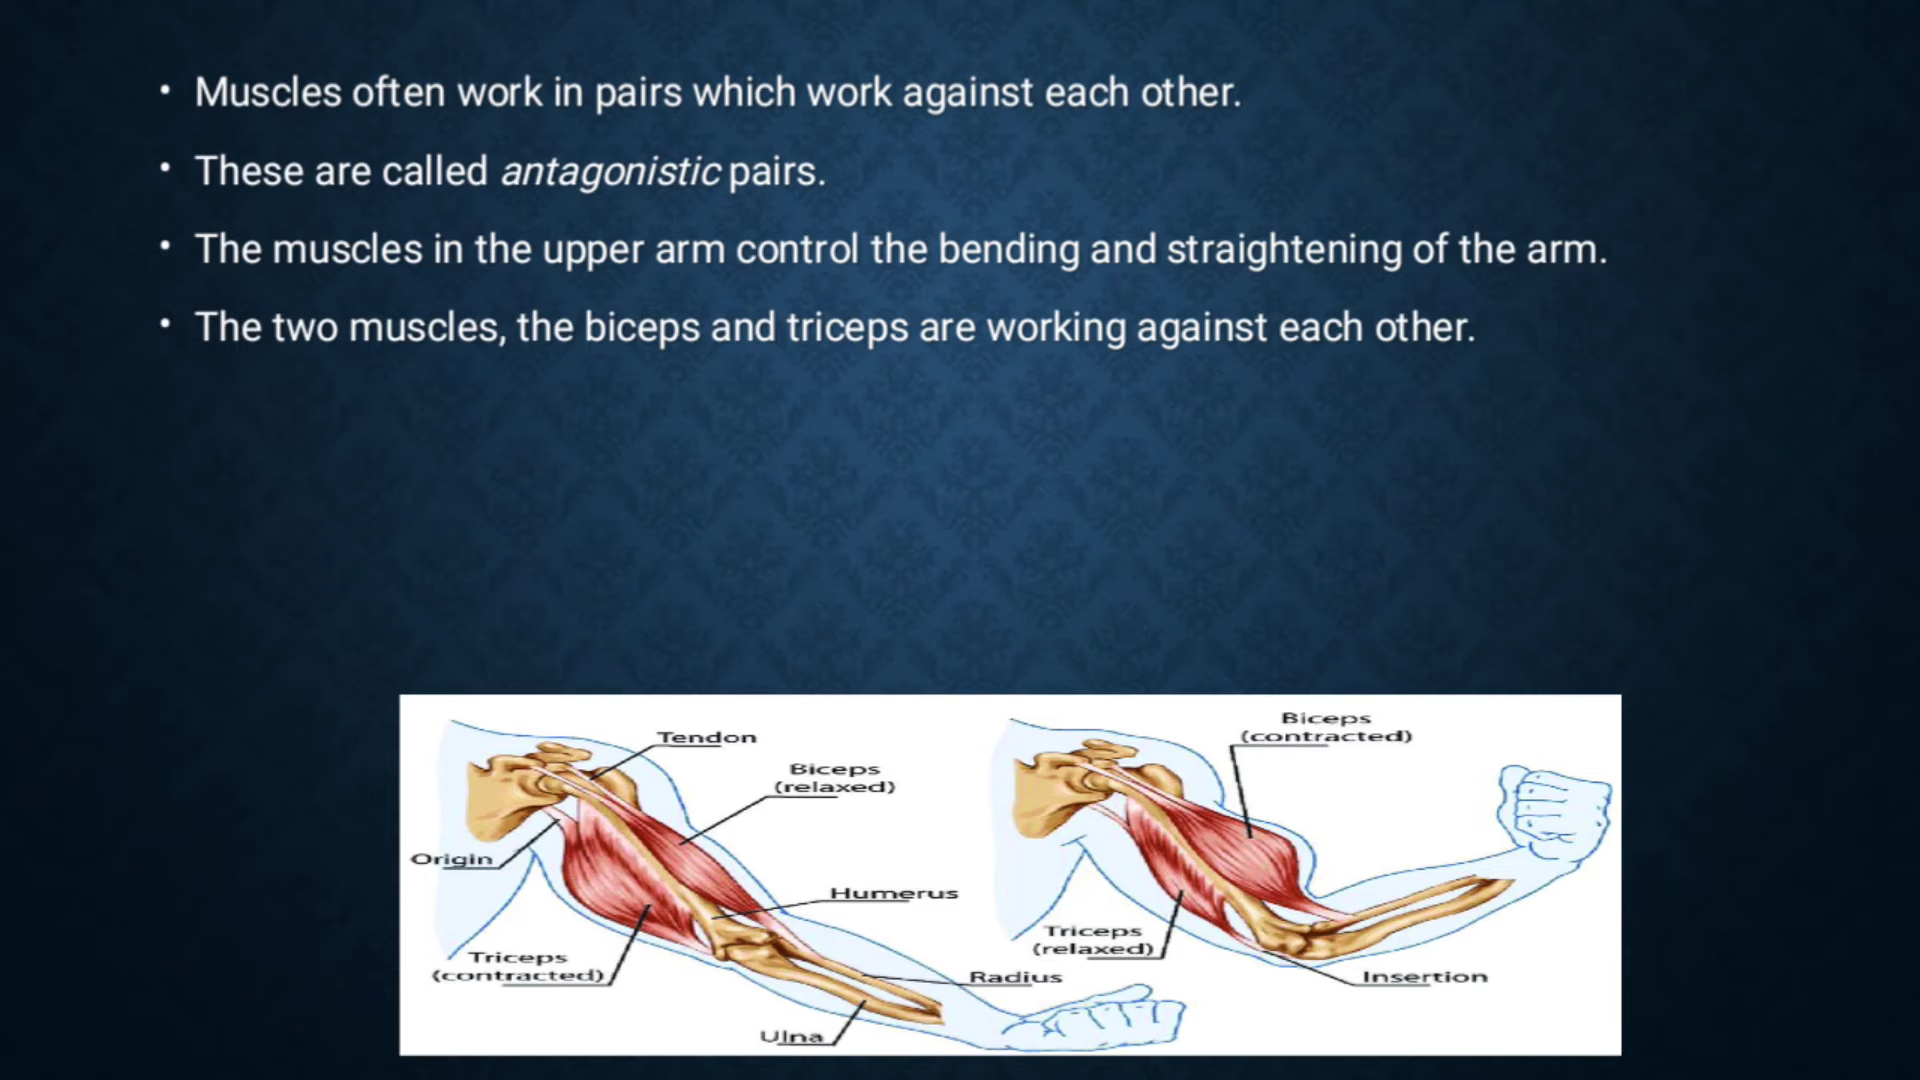 • Muscles often work in pairs which work against each other.
• These are called antagonistic pairs.
• The muscles in the upper arm control the bending and straightening of the arm.
• The two muscles, the biceps and triceps are working against each other.
Tendon
Biceps
(relaxed)
Origin
Humerus
Triceps
(contracted)
Radius
Ulna
Biceps
(contracted)
Triceps
(relaxed)
Insertion